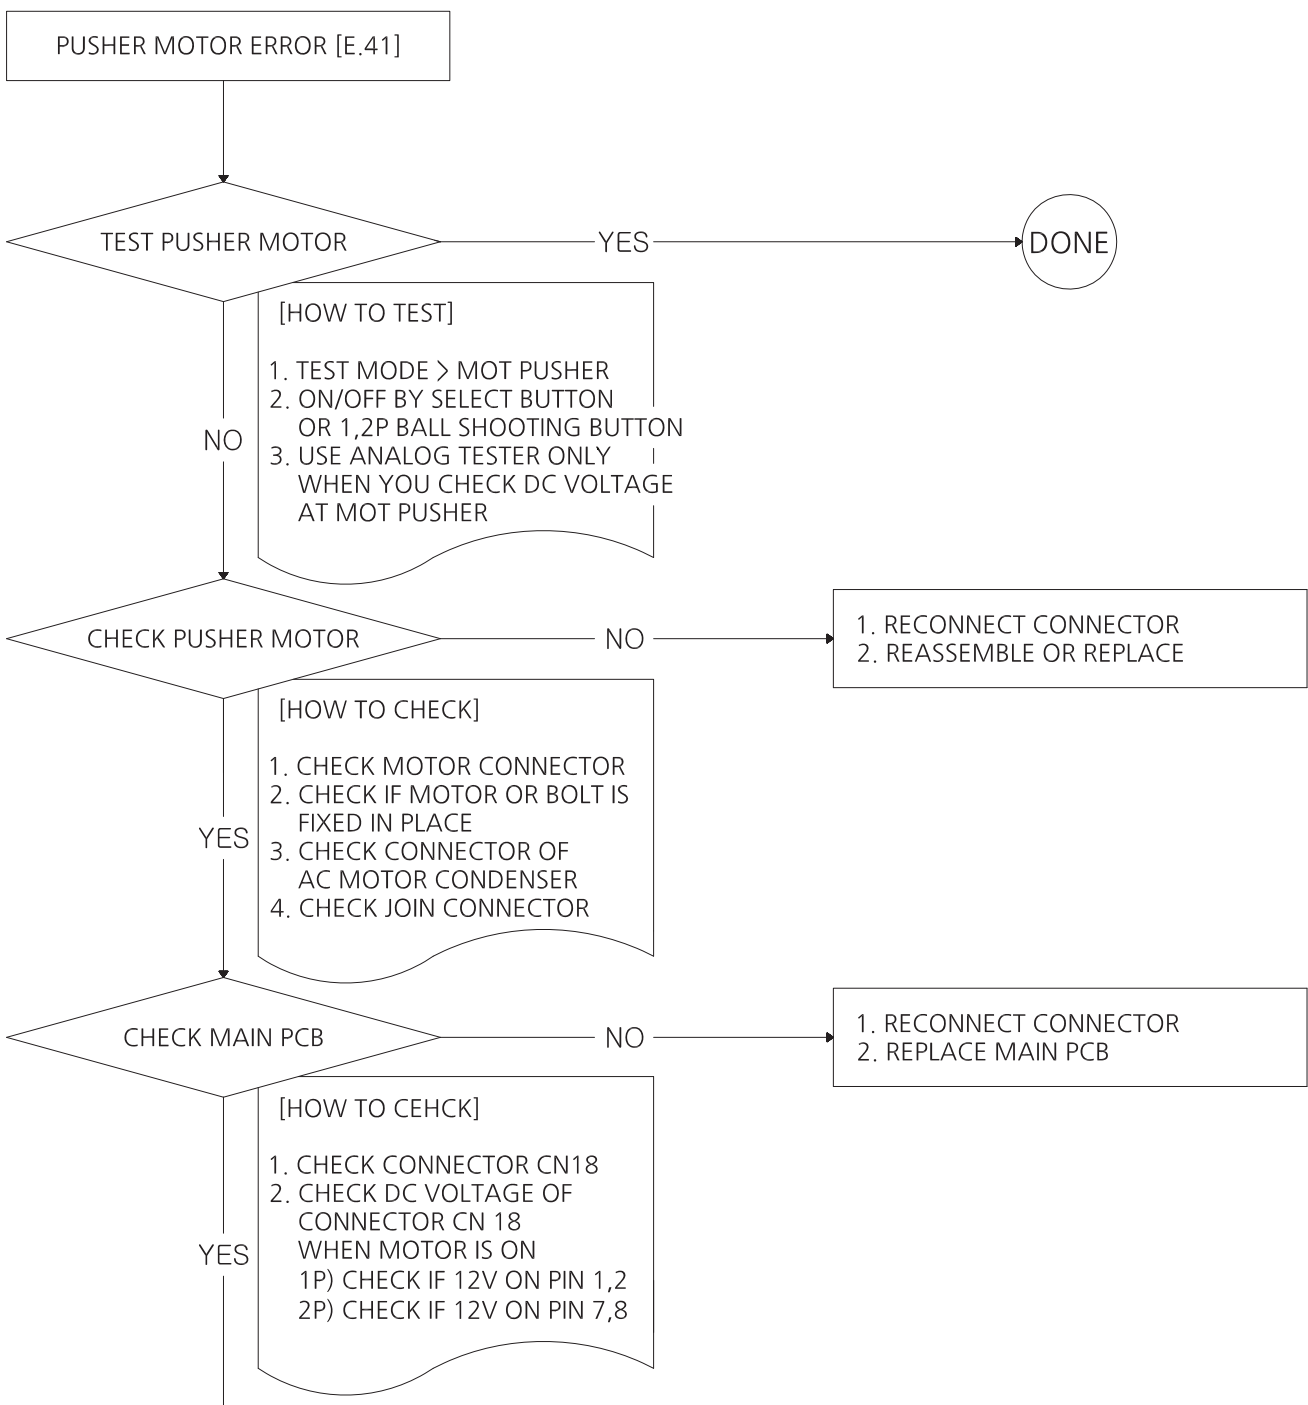 PUSHER MOTOR ERROR [E.41]
TEST PUSHER MOTOR
YES
DONE
[HOW TO TEST]
1. TEST MODE > MOT PUSHER
2. ON/OFF BY SELECT BUTTON
OR 1,2P BALL SHOOTING BUTTON
3. USE ANALOG TESTER ONLY
WHEN YOU CHECK DC VOLTAGE
AT MOT PUSHER
NO
CHECK PUSHER MOTOR
NO
1. RECONNECT CONNECTOR
2. REASSEMBLE OR REPLACE
[HOW TO CHECK]
1. CHECK MOTOR CONNECTOR
2. CHECK IF MOTOR OR BOLT IS
FIXED IN PLACE
3. CHECK CONNECTOR OF
AC MOTOR CONDENSER
4. CHECK JOIN CONNECTOR
YES
CHECK MAIN PCB
NO
1. RECONNECT CONNECTOR
2. REPLACE MAIN PCB
[HOW TO CEHCK]
1. CHECK CONNECTOR CN18
2. CHECK DC VOLTAGE OF
CONNECTOR CN 18
WHEN MOTOR IS ON
1P) CHECK IF 12V ON PIN 1,2
2P) CHECK IF 12V ON PIN 7,8
YES